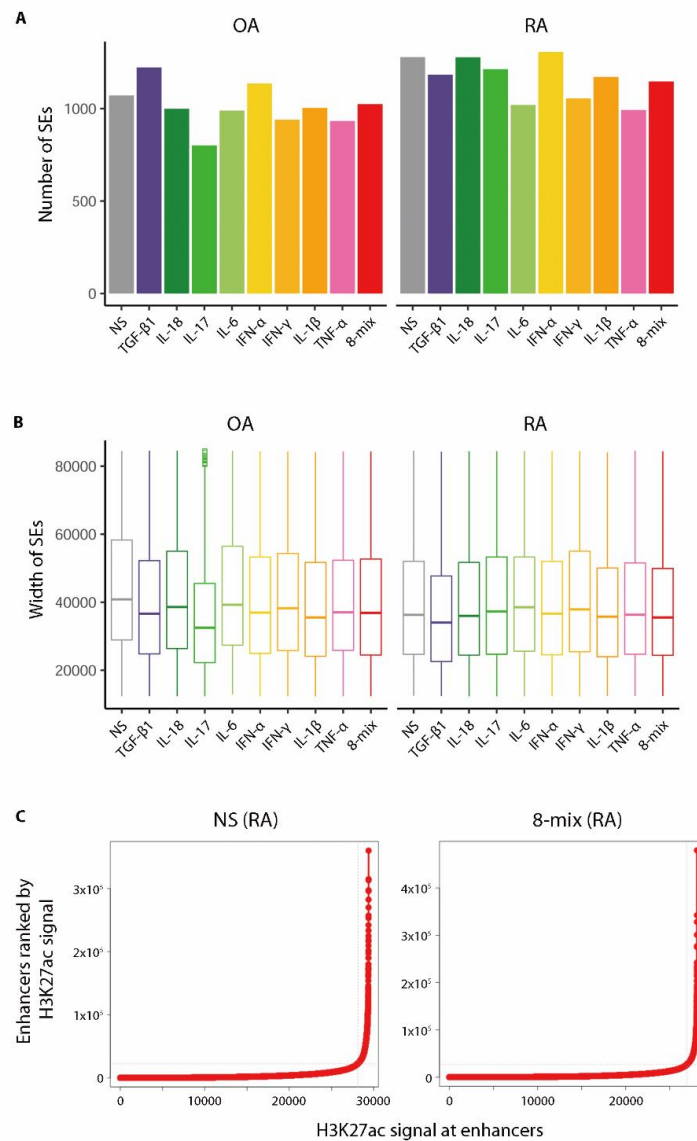 A
OA
RA
Number of SEs
1000
500
0
NS
TGF-β1
IL-18
IL-17
IL-6
IFN-α
IFN-γ
IL-1β
TNF-α
8-mix
NS
TGF-β1
IL-18
IL-17
IL-6
IFN-α
IFN-γ
IL-1β
TNF-α
8-mix
B
OA
RA
Width of SEs
80000
60000
40000
20000
NS
TGF-β1
IL-18
IL-17
IL-6
IFN-α
IFN-γ
IL-1β
TNF-α
8-mix
NS
TGF-β1
IL-18
IL-17
IL-6
IFN-α
IFN-γ
IL-1β
TNF-α
8-mix
C
NS (RA)
8-mix (RA)
Enhancers ranked by
H3K27ac signal
3x10⁵
2x10⁵
1x10⁵
0
0
10000
20000
30000
4x10⁵
3x10⁵
2x10⁵
1x10⁵
0
0
10000
20000
H3K27ac signal at enhancers